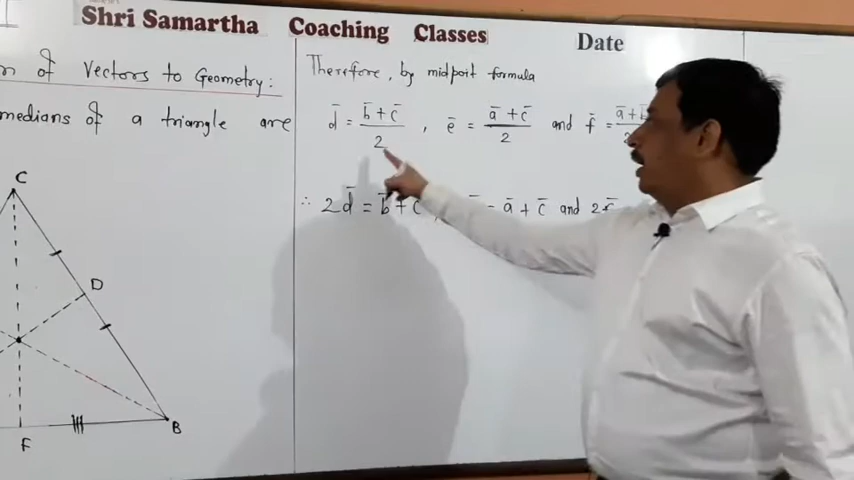 Shri Samartha Coaching Classes Date
n of Vectors to Geometry:
medians of a triangle are
C
D
F
B
Therefore, by midpoit formula
d̄ = b̄ + c̄ / 2 , ē = ā + c̄ / 2 and f̄ = ā + b̄
∴ 2d̄ = b̄ + c̄ , = ā + c̄ and 2